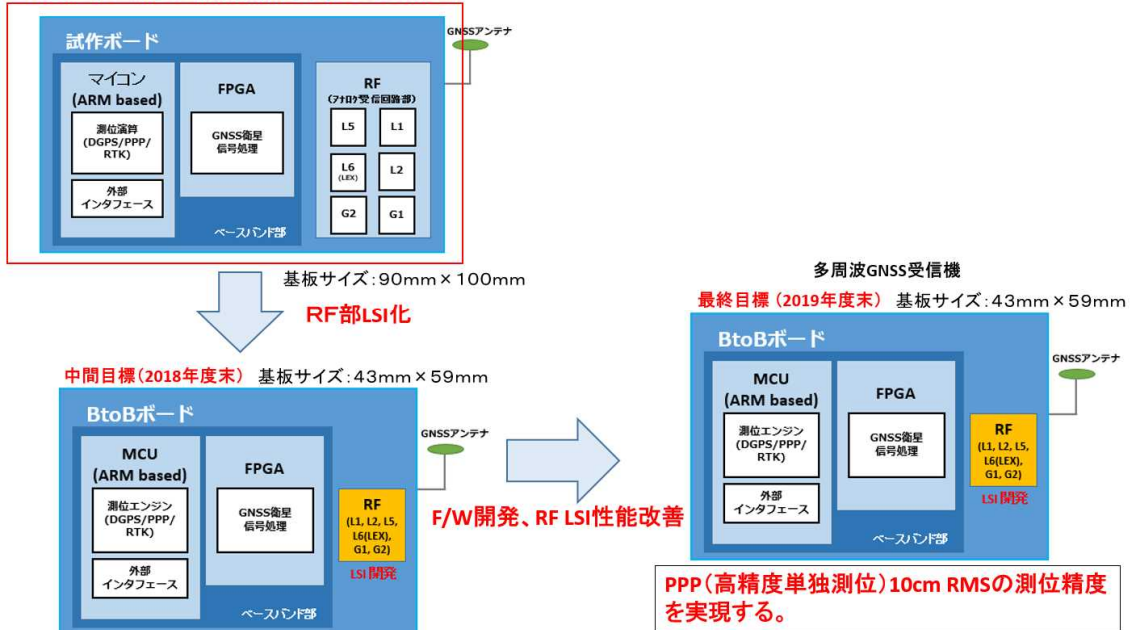 試作ボード
GNSSアンテナ
マイコン
(ARM based)
測位演算
(DGPS/PPP/
RTK)
外部
インタフェース
FPGA
GNSS衛星
信号処理
ベースバンド部
RF
(アナログ受信回路部)
L5
L1
L6
(LEX)
L2
G2
G1
基板サイズ:90mm×100mm
RF部LSI化
中間目標(2018年度末) 基板サイズ:43mm×59mm
BtoBボード
GNSSアンテナ
MCU
(ARM based)
測位エンジン
(DGPS/PPP/
RTK)
外部
インタフェース
FPGA
GNSS衛星
信号処理
ベースバンド部
RF
(L1, L2, L5,
L6(LEX),
G1, G2)
LSI開発
F/W開発、RF LSI性能改善
多周波GNSS受信機
最終目標(2019年度末) 基板サイズ:43mm×59mm
BtoBボード
GNSSアンテナ
MCU
(ARM based)
測位エンジン
(DGPS/PPP/
RTK)
外部
インタフェース
FPGA
GNSS衛星
信号処理
ベースバンド部
RF
(L1, L2, L5,
L6(LEX),
G1, G2)
LSI開発
PPP(高精度単独測位)10cm RMSの測位精度
を実現する。